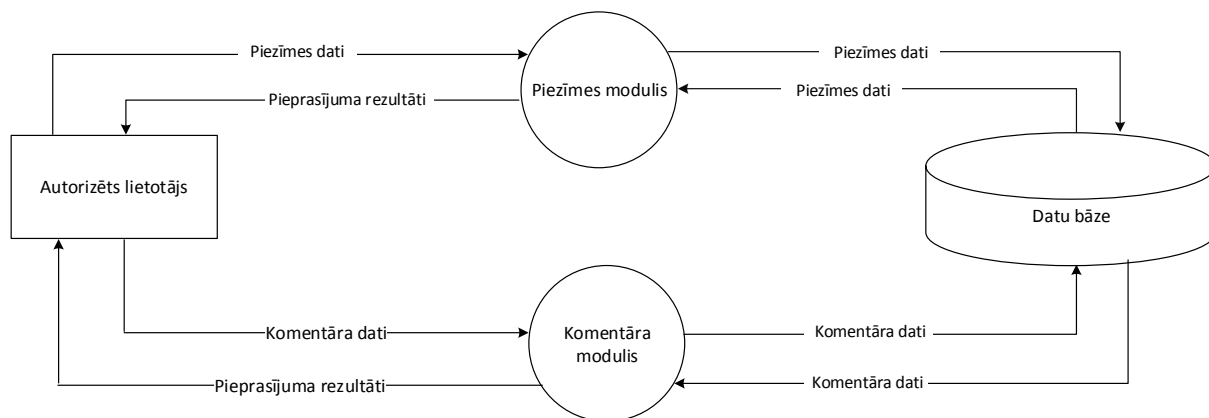 Piezīmes dati
Piezīmes dati
Pieprasījuma rezultāti
Piezīmes modulis
Piezīmes dati
Autorizēts lietotājs
Datu bāze
Komentāra dati
Komentāra
modulis
Komentāra dati
Pieprasījuma rezultāti
Komentāra dati